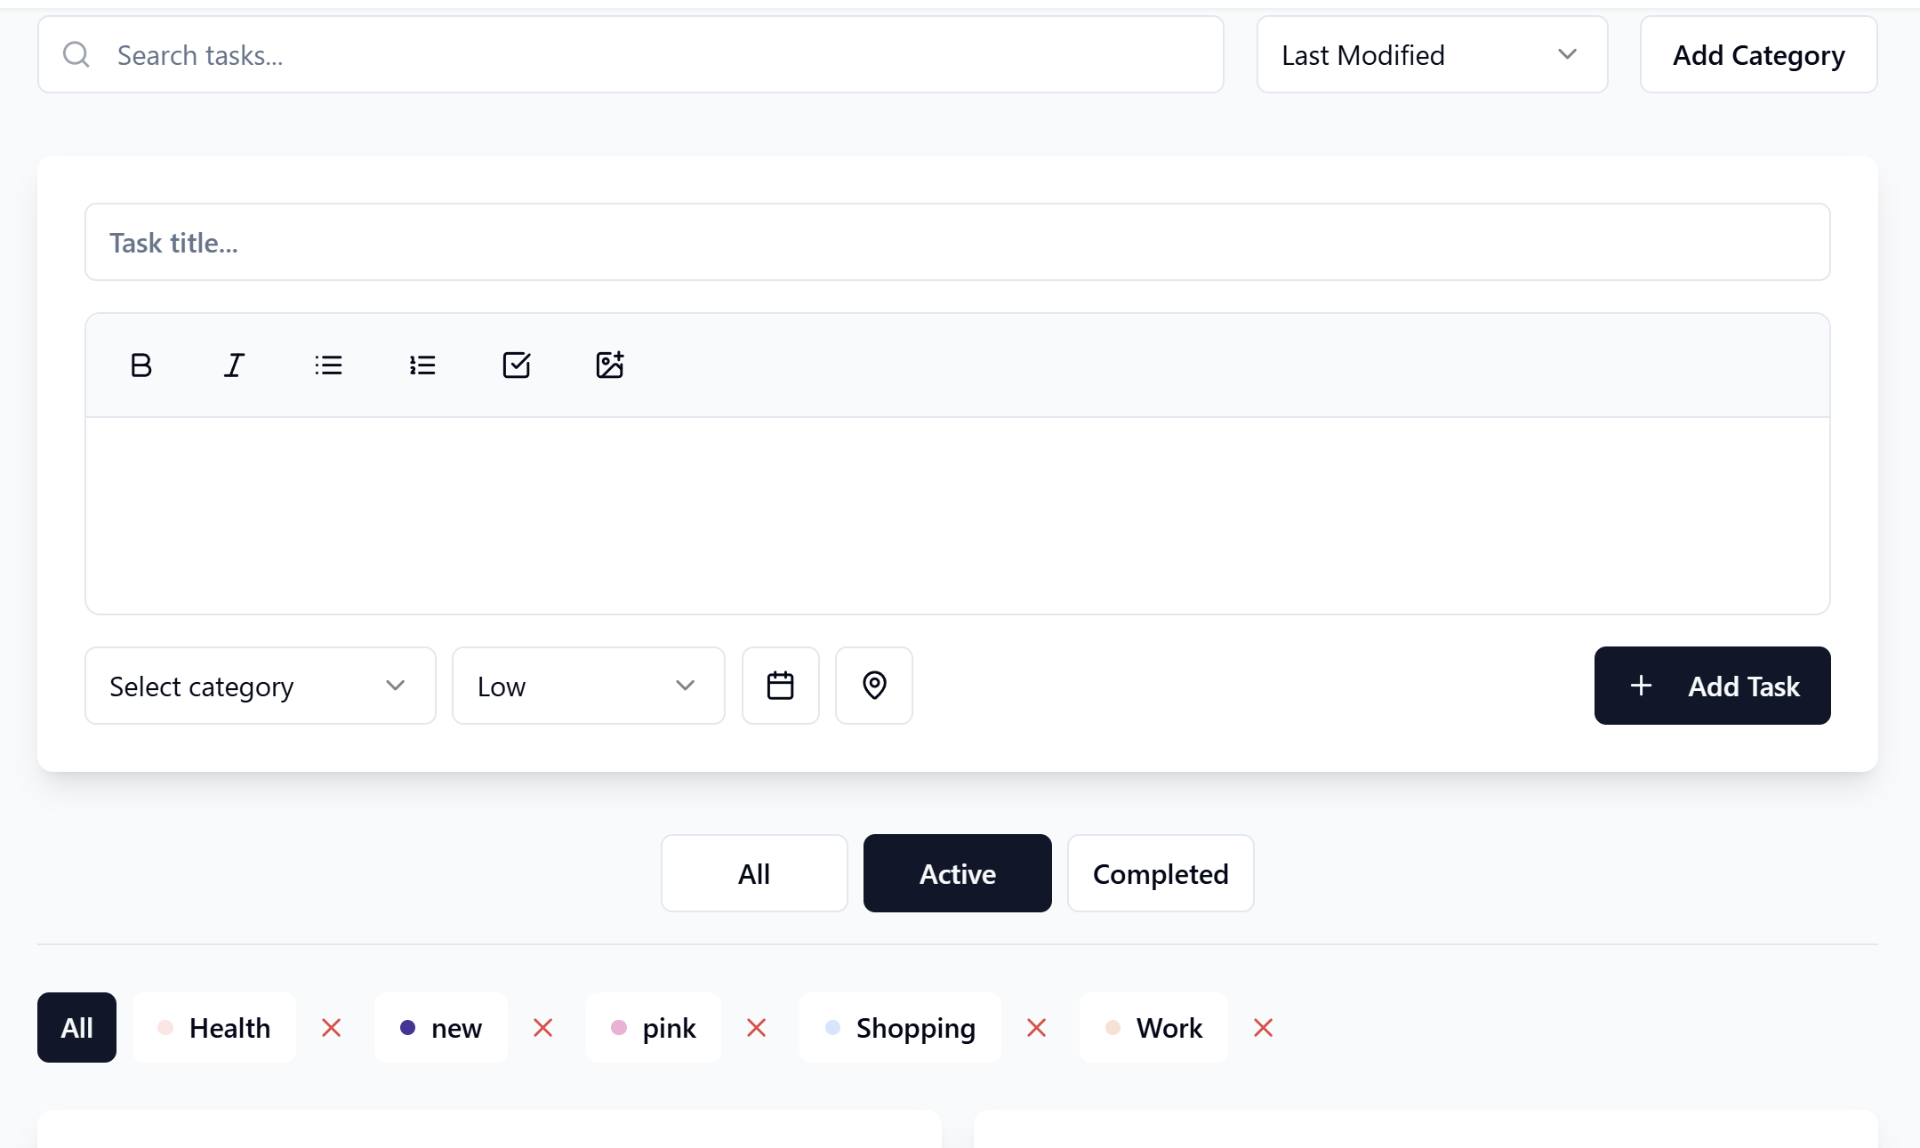 Search tasks...
Last Modified
Add Category
Task title...
Select category
Low
Add Task
All
Active
Completed
All
Health
new
pink
Shopping
Work